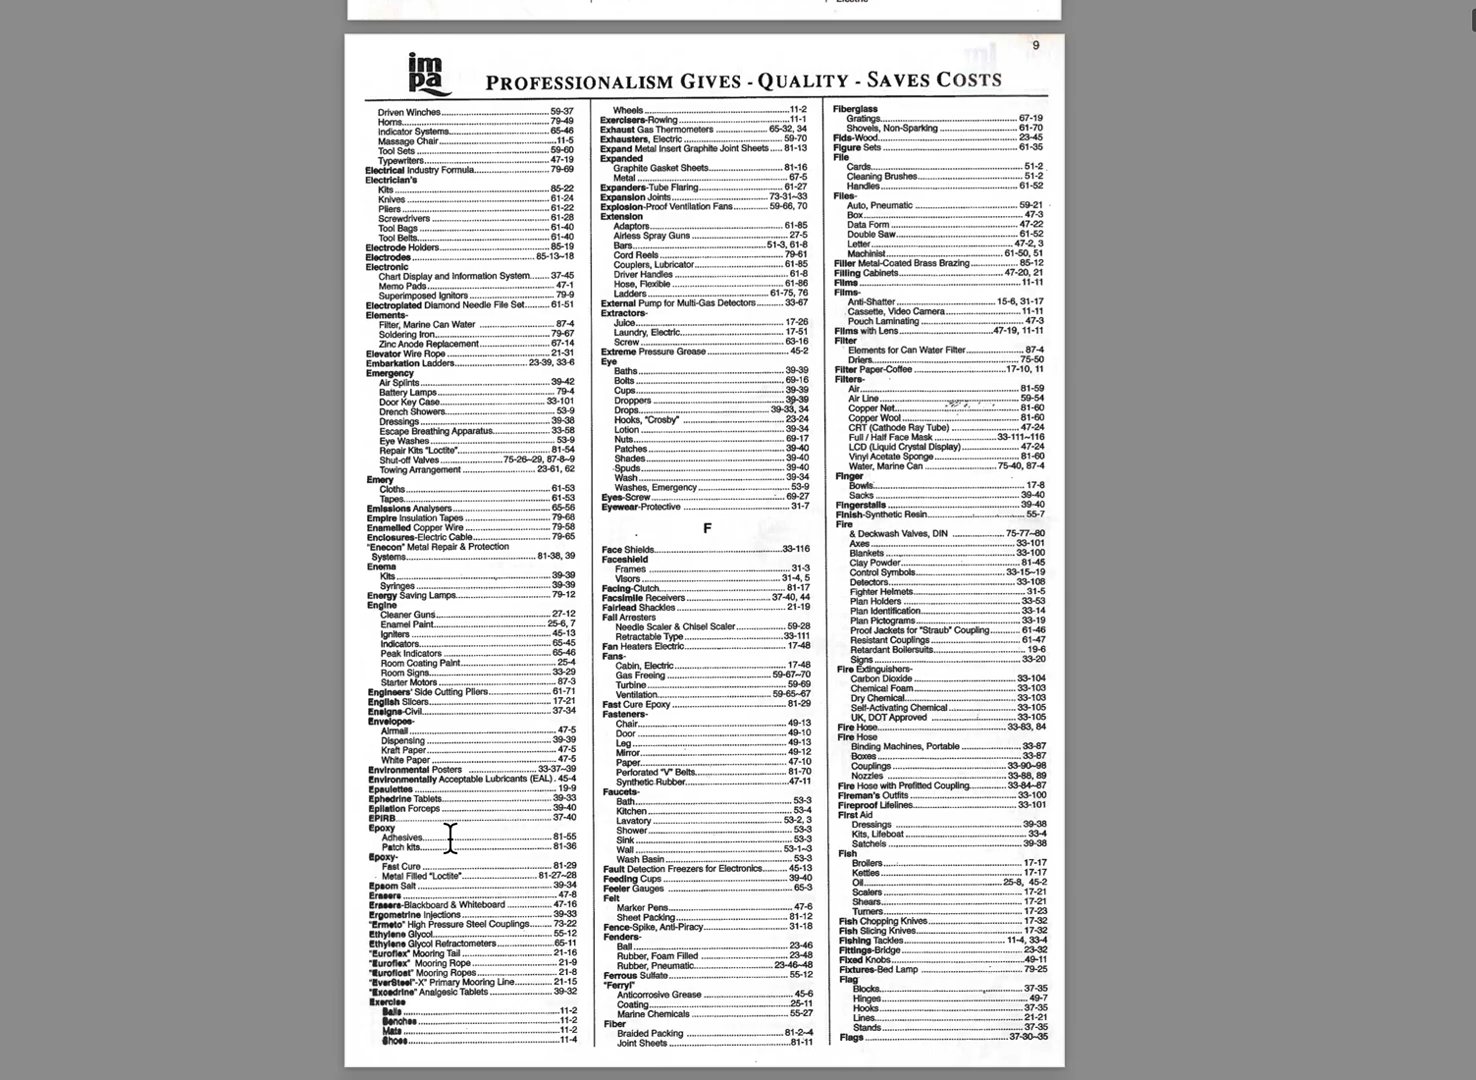 Electric
9
im
pa
PROFESSIONALISM GIVES - QUALITY - SAVES COSTS
Driven Winches 59-37
Horns 79-49
Indicator Systems 65-46
Massage Chair 11-5
Tool Sets 59-60
Typewriters 47-19
Electrical Industry Formula 79-69
Electrician's
Kits 85-22
Knives 61-24
Pliers 61-22
Screwdrivers 61-28
Tool Bags 61-40
Tool Belts 61-40
Electrode Holders 85-19
Electrodes 85-13~18
Electronic
Chart Display and Information System 37-45
Memo Pads 47-1
Superimposed Ignitors 79-9
Electroplated Diamond Needle File Set 61-51
Elements-
Filter, Marine Can Water 87-4
Soldering Iron 79-67
Zinc Anode Replacement 67-14
Elevator Wire Rope 21-31
Embarkation Ladders 23-39, 33-6
Emergency
Air Splints 39-42
Battery Lamps 79-4
Door Key Case 33-101
Drench Showers 53-9
Dressings 39-38
Escape Breathing Apparatus 33-58
Eye Washes 53-9
Repair Kits "Loctite" 81-54
Shut-off Valves 75-26~29, 87-8~9
Towing Arrangement 23-61, 62
Emery
Cloths 61-53
Tapes 61-53
Emissions Analysers 65-56
Empire Insulation Tapes 79-68
Enamelled Copper Wire 79-58
Enclosures-Electric Cable 79-65
"Enecon" Metal Repair & Protection
Systems 81-38, 39
Enema
Kits 39-39
Syringes 39-39
Energy Saving Lamps 79-12
Engine
Cleaner Guns 27-12
Enamel Paint 25-6, 7
Igniters 45-13
Indicators 65-45
Peak Indicators 65-46
Room Coating Paint 25-4
Room Signs 33-29
Starter Motors 87-3
Engineers' Side Cutting Pliers 61-71
English Slicers 17-21
Ensigns-Civil 37-34
Envelopes-
Airmail 47-5
Dispensing 39-39
Kraft Paper 47-5
White Paper 47-5
Environmental Posters 33-37~39
Environmentally Acceptable Lubricants (EAL) 45-4
Epaulettes 19-9
Ephedrine Tablets 39-33
Epilation Forceps 39-40
EPIRB 37-40
Epoxy
Adhesives 81-55
Patch kits 81-36
Epoxy-
Fast Cure 81-29
Metal Filled "Loctite" 81-27~28
Epsom Salt 39-34
Erasers 47-8
Erasers-Blackboard & Whiteboard 47-16
Ergometrine Injections 39-33
"Ermeto" High Pressure Steel Couplings 73-22
Ethylene Glycol 55-12
Ethylene Glycol Refractometers 65-11
"Euroflex" Mooring Tail 21-16
"Euroflex" Mooring Rope 21-9
"Eurofloat" Mooring Ropes 21-8
"EverSteel"-X" Primary Mooring Line 21-15
"Excedrine" Analgesic Tablets 39-32
Exercise
Balls 11-2
Benches 11-2
Mats 11-2
Shoes 11-4
Wheels 11-2
Exercisers-Rowing 11-1
Exhaust Gas Thermometers 65-32, 34
Exhausters, Electric 59-70
Expand Metal Insert Graphite Joint Sheets 81-13
Expanded
Graphite Gasket Sheets 81-16
Metal 67-5
Expanders-Tube Flaring 61-27
Expansion Joints 73-31~33
Explosion-Proof Ventilation Fans 59-66, 70
Extension
Adaptors 61-85
Airless Spray Guns 27-5
Bars 51-3, 61-8
Cord Reels 79-61
Couplers, Lubricator 61-85
Driver Handles 61-8
Hose, Flexible 61-86
Ladders 61-75, 76
External Pump for Multi-Gas Detectors 33-67
Extractors-
Juice 17-26
Laundry, Electric 17-51
Screw 63-16
Extreme Pressure Grease 45-2
Eye
Baths 39-39
Bolts 69-16
Cups 39-39
Droppers 39-39
Drops 39-33, 34
Hooks, "Crosby" 23-24
Lotion 39-34
Nuts 69-17
Patches 39-40
Shades 39-40
Spuds 39-40
Wash 39-34
Washes, Emergency 53-9
Eyes-Screw 69-27
Eyewear-Protective 31-7
F
Face Shields 33-116
Faceshield
Frames 31-3
Visors 31-4, 5
Facing-Clutch 81-17
Facsimile Receivers 37-40, 44
Fairlead Shackles 21-19
Fall Arresters
Needle Scaler & Chisel Scaler 59-28
Retractable Type 33-111
Fan Heaters Electric 17-48
Fans-
Cabin, Electric 17-48
Gas Freeing 59-67~70
Turbine 59-69
Ventilation 59-65~67
Fast Cure Epoxy 81-29
Fasteners-
Chair 49-13
Door 49-10
Leg 49-13
Mirror 49-12
Paper 47-10
Perforated "V" Belts 81-70
Synthetic Rubber 47-11
Faucets-
Bath 53-3
Kitchen 53-4
Lavatory 53-2, 3
Shower 53-3
Sink 53-3
Wall 53-1~3
Wash Basin 53-3
Fault Detection Freezers for Electronics 45-13
Feeding Cups 39-40
Feeler Gauges 65-3
Felt
Marker Pens 47-6
Sheet Packing 81-12
Fence-Spike, Anti-Piracy 31-18
Fenders-
Ball 23-46
Rubber, Foam Filled 23-48
Rubber, Pneumatic 23-46~48
Ferrous Sulfate 55-12
"Ferryl"
Anticorrosive Grease 45-6
Coating 25-11
Marine Chemicals 55-27
Fiber
Braided Packing 81-2~4
Joint Sheets 81-11
Fiberglass
Gratings 67-19
Shovels, Non-Sparking 61-70
Fids-Wood 23-45
Figure Sets 61-35
File
Cards 51-2
Cleaning Brushes 51-2
Handles 61-52
Files-
Auto, Pneumatic 59-21
Box 47-3
Data Form 47-22
Double Saw 61-52
Letter 47-2, 3
Machinist 61-50, 51
Filler Metal-Coated Brass Brazing 85-12
Filling Cabinets 47-20, 21
Films 11-11
Films-
Anti-Shatter 15-6, 31-17
Cassette, Video Camera 11-11
Pouch Laminating 47-3
Films with Lens 47-19, 11-11
Filter
Elements for Can Water Filter 87-4
Driers 75-50
Filter Paper-Coffee 17-10, 11
Filters-
Air 81-59
Air Line 59-54
Copper Net 81-60
Copper Wool 81-60
CRT (Cathode Ray Tube) 47-24
Full / Half Face Mask 33-111~116
LCD (Liquid Crystal Display) 47-24
Vinyl Acetate Sponge 81-60
Water, Marine Can 75-40, 87-4
Finger
Bowls 17-8
Sacks 39-40
Fingerstalls 39-40
Finish-Synthetic Resin 55-7
Fire
& Deckwash Valves, DIN 75-77~80
Axes 33-101
Blankets 33-100
Clay Powder 81-45
Control Symbols 33-15~19
Detectors 33-108
Fighter Helmets 31-5
Plan Holders 33-53
Plan Identification 33-14
Plan Pictograms 33-19
Proof Jackets for "Straub" Coupling 61-46
Resistant Couplings 61-47
Retardant Boilersuits 19-6
Signs 33-20
Fire Extinguishers-
Carbon Dioxide 33-104
Chemical Foam 33-103
Dry Chemical 33-103
Self-Activating Chemical 33-105
UK, DOT Approved 33-105
Fire Hose 33-83, 84
Fire Hose
Binding Machines, Portable 33-87
Boxes 33-87
Couplings 33-90~98
Nozzles 33-88, 89
Fire Hose with Prefitted Coupling 33-84~87
Fireman's Outfits 33-100
Fireproof Lifelines 33-101
First Aid
Dressings 39-38
Kits, Lifeboat 33-4
Satchels 39-38
Fish
Broilers 17-17
Kettles 17-17
Oil 25-8, 45-2
Scalers 17-21
Shears 17-21
Turners 17-23
Fish Chopping Knives 17-32
Fish Slicing Knives 17-32
Fishing Tackles 11-4, 33-4
Fittings-Bridge 23-32
Fixed Knobs 49-11
Fixtures-Bed Lamp 79-25
Flag
Blocks 37-35
Hinges 49-7
Hooks 37-35
Lines 21-21
Stands 37-35
Flags 37-30~35